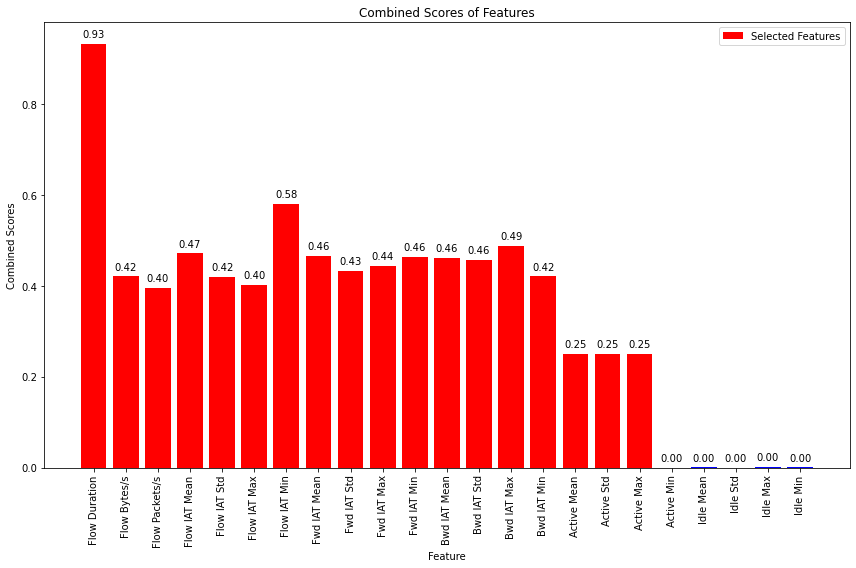 Combined Scores of Features
Selected Features
Combined Scores
0.8
0.6
0.4
0.2
0.0
0.93
0.42
0.40
0.47
0.42
0.40
0.58
0.46
0.43
0.44
0.46
0.46
0.46
0.49
0.42
0.25
0.25
0.25
0.00
0.00
0.00
0.00
0.00
Flow Duration
Flow Bytes/s
Flow Packets/s
Flow IAT Mean
Flow IAT Std
Flow IAT Max
Flow IAT Min
Fwd IAT Mean
Fwd IAT Std
Fwd IAT Max
Fwd IAT Min
Bwd IAT Mean
Bwd IAT Std
Bwd IAT Max
Bwd IAT Min
Active Mean
Active Std
Active Max
Active Min
Idle Mean
Idle Std
Idle Max
Idle Min
Feature